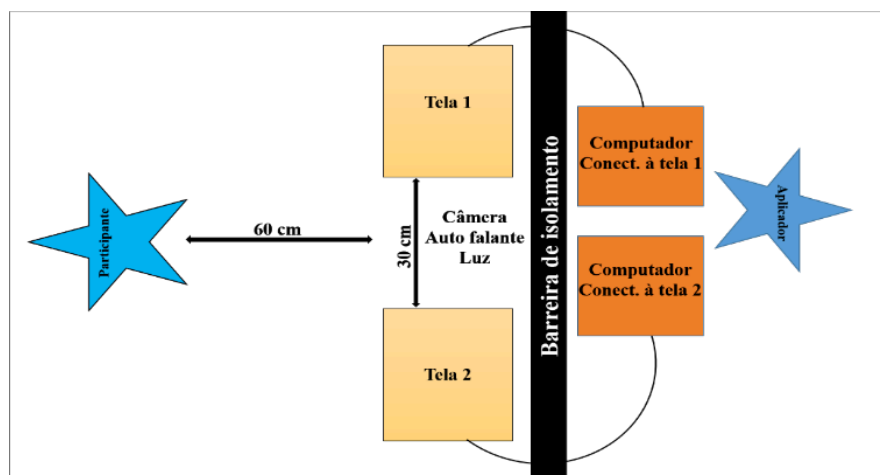 Participante
60 cm
Tela 1
30 cm
Câmera
Auto falante
Luz
Tela 2
Barreira de isolamento
Computador
Conect. à tela 1
Computador
Conect. à tela 2
Aplicador